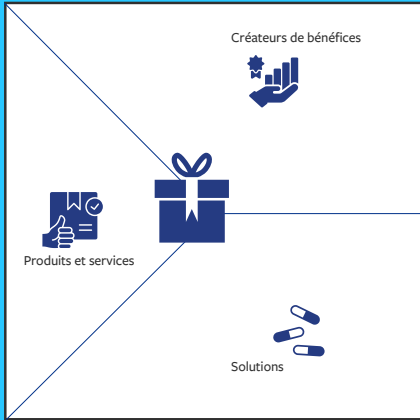 Créateurs de bénéfices
Produits et services
Solutions